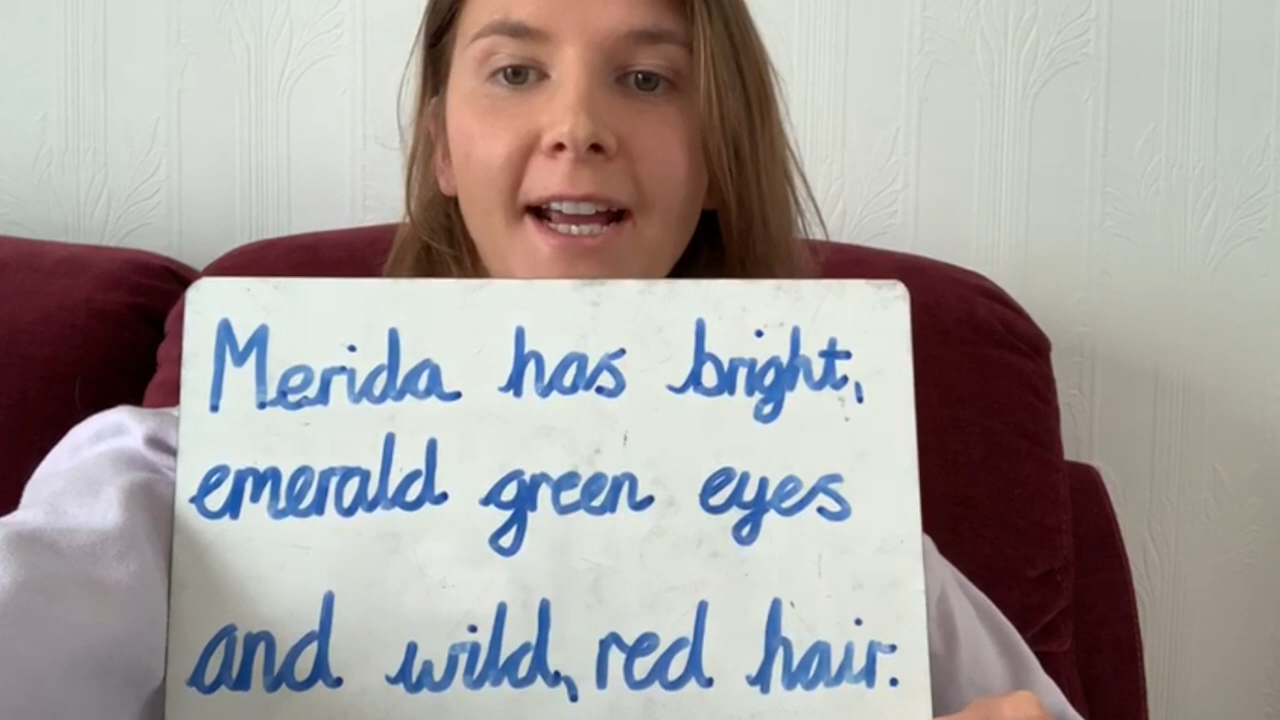 Merida has bright,
emerald green eyes
and wild, red hair.